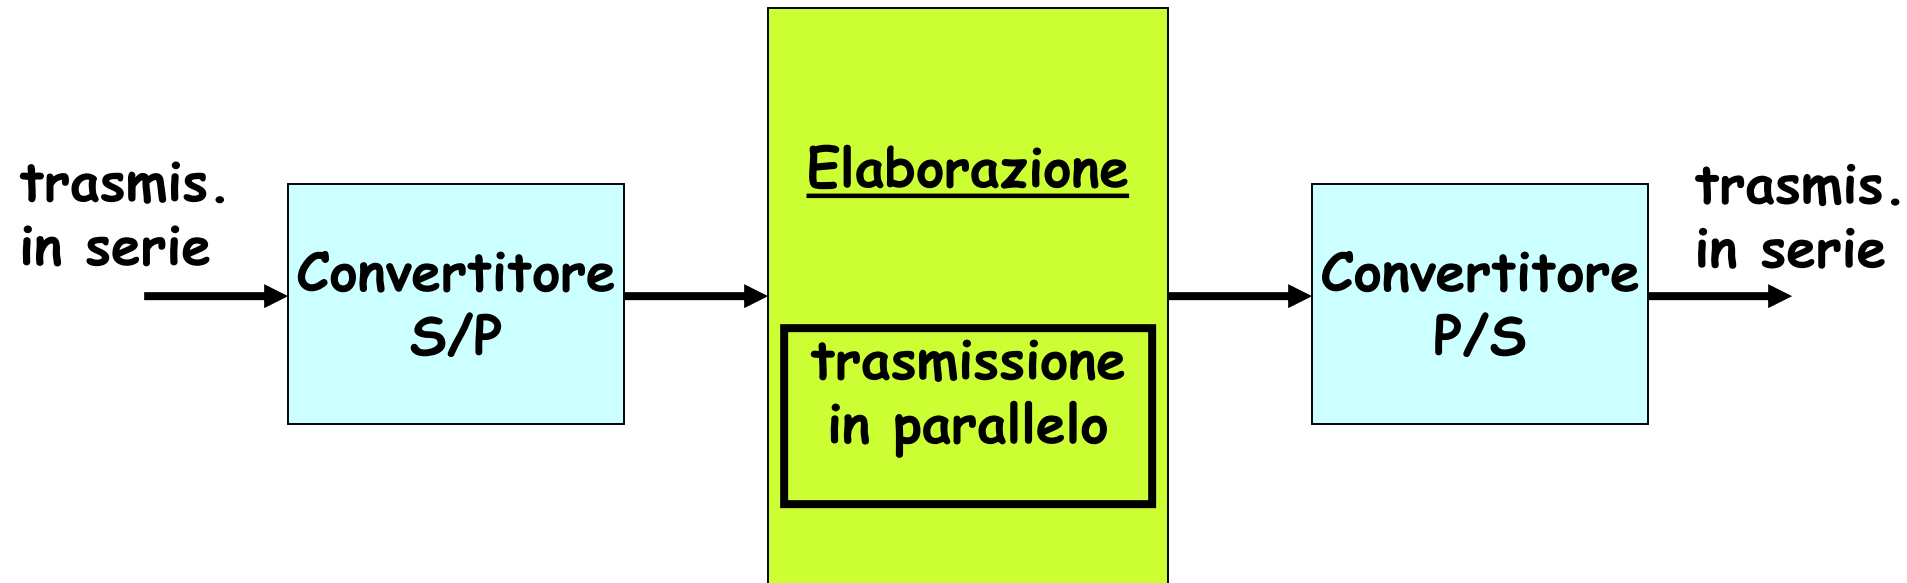 trasmis.
in serie
Convertitore
S/P
Elaborazione
trasmissione
in parallelo
Convertitore
P/S
trasmis.
in serie